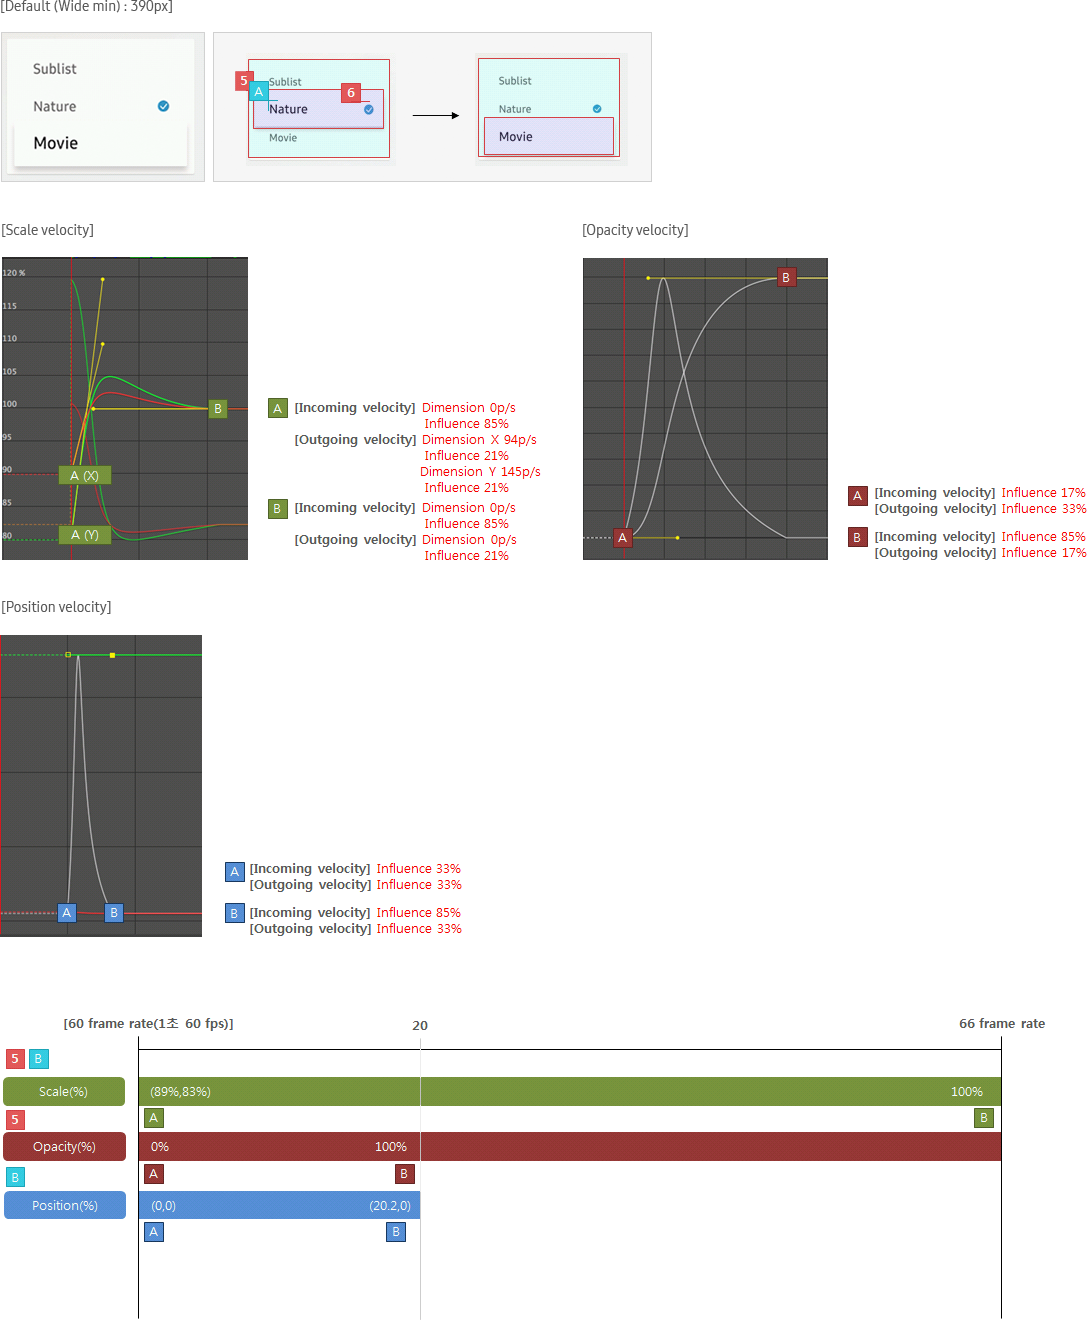 [Default (Wide min) : 390px]
Sublist
Nature
Movie
5
A
Sublist
6
Nature
Movie
Sublist
Nature
Movie
[Scale velocity]
[Opacity velocity]
120 %
115
110
105
100
95
90
85
80
A (X)
A (Y)
B
A [Incoming velocity] Dimension 0p/s
Influence 85%
[Outgoing velocity] Dimension X 94p/s
Influence 21%
Dimension Y 145p/s
Influence 21%
B [Incoming velocity] Dimension 0p/s
Influence 85%
[Outgoing velocity] Dimension 0p/s
Influence 21%
B
A
A [Incoming velocity] Influence 17%
[Outgoing velocity] Influence 33%
B [Incoming velocity] Influence 85%
[Outgoing velocity] Influence 17%
[Position velocity]
A B
A [Incoming velocity] Influence 33%
[Outgoing velocity] Influence 33%
B [Incoming velocity] Influence 85%
[Outgoing velocity] Influence 33%
[60 frame rate(1초 60 fps)] 20 66 frame rate
5 B
Scale(%) (89%,83%) 100%
5 A B
Opacity(%) 0% 100%
B A B
Position(%) (0,0) (20.2,0)
A B